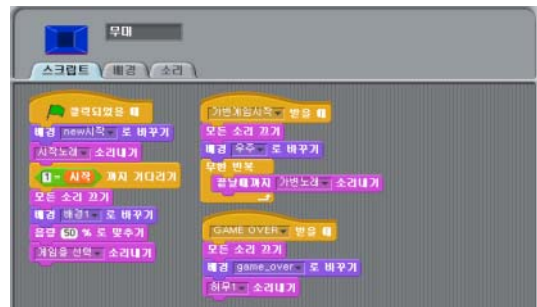 무대
스크립트 배경 소리
클릭되었을 때
배경 new시작 로 바꾸기
시작노래 소리내기
1 = 시작 까지 기다리기
모든 소리 끄기
배경 배경1 로 바꾸기
음량 50 % 로 맞추기
게임을 선택 소리내기
가변게임시작 받을 때
모든 소리 끄기
배경 우주 로 바꾸기
무한 반복
끝날때까지 가변노래 소리내기
GAME OVER 받을 때
모든 소리 끄기
배경 game_over 로 바꾸기
허무1 소리내기